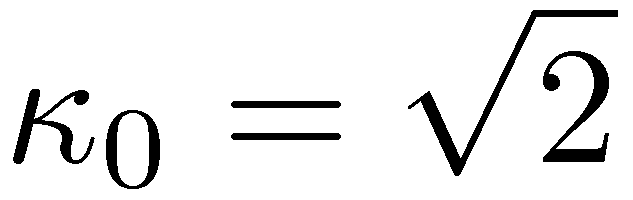 κ₀ = √2